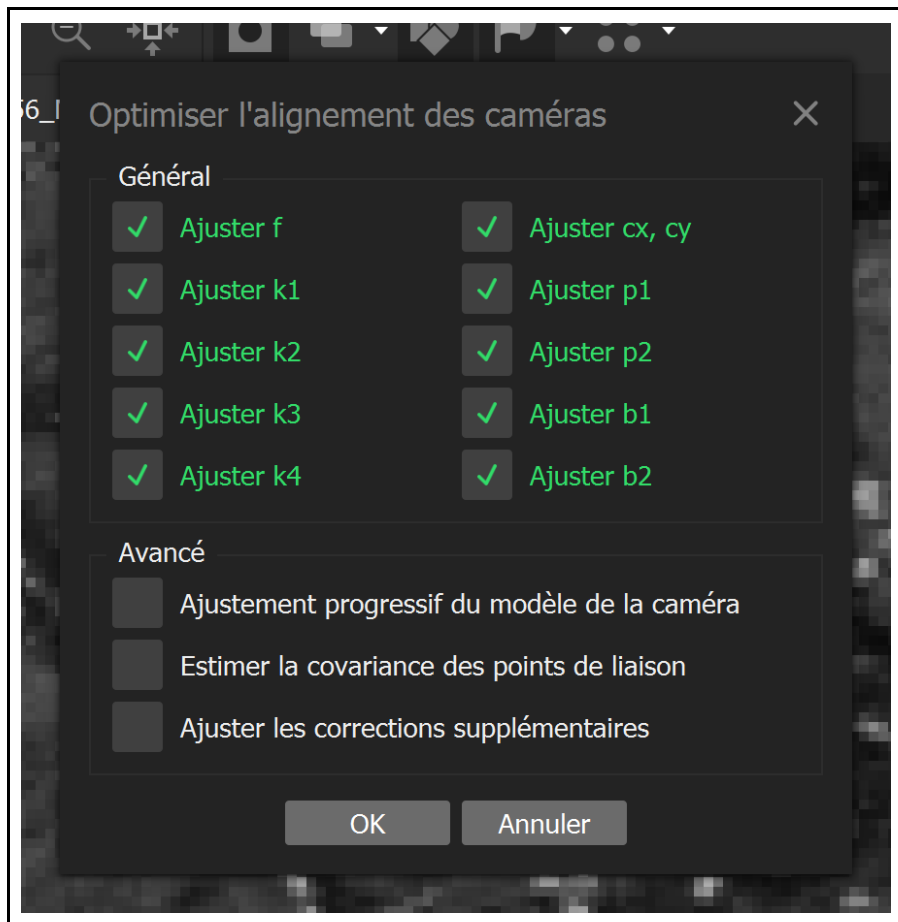 Optimiser l'alignement des caméras
Général
Ajuster f
Ajuster cx, cy
Ajuster k1
Ajuster p1
Ajuster k2
Ajuster p2
Ajuster k3
Ajuster b1
Ajuster k4
Ajuster b2
Avancé
Ajustement progressif du modèle de la caméra
Estimer la covariance des points de liaison
Ajuster les corrections supplémentaires
OK Annuler